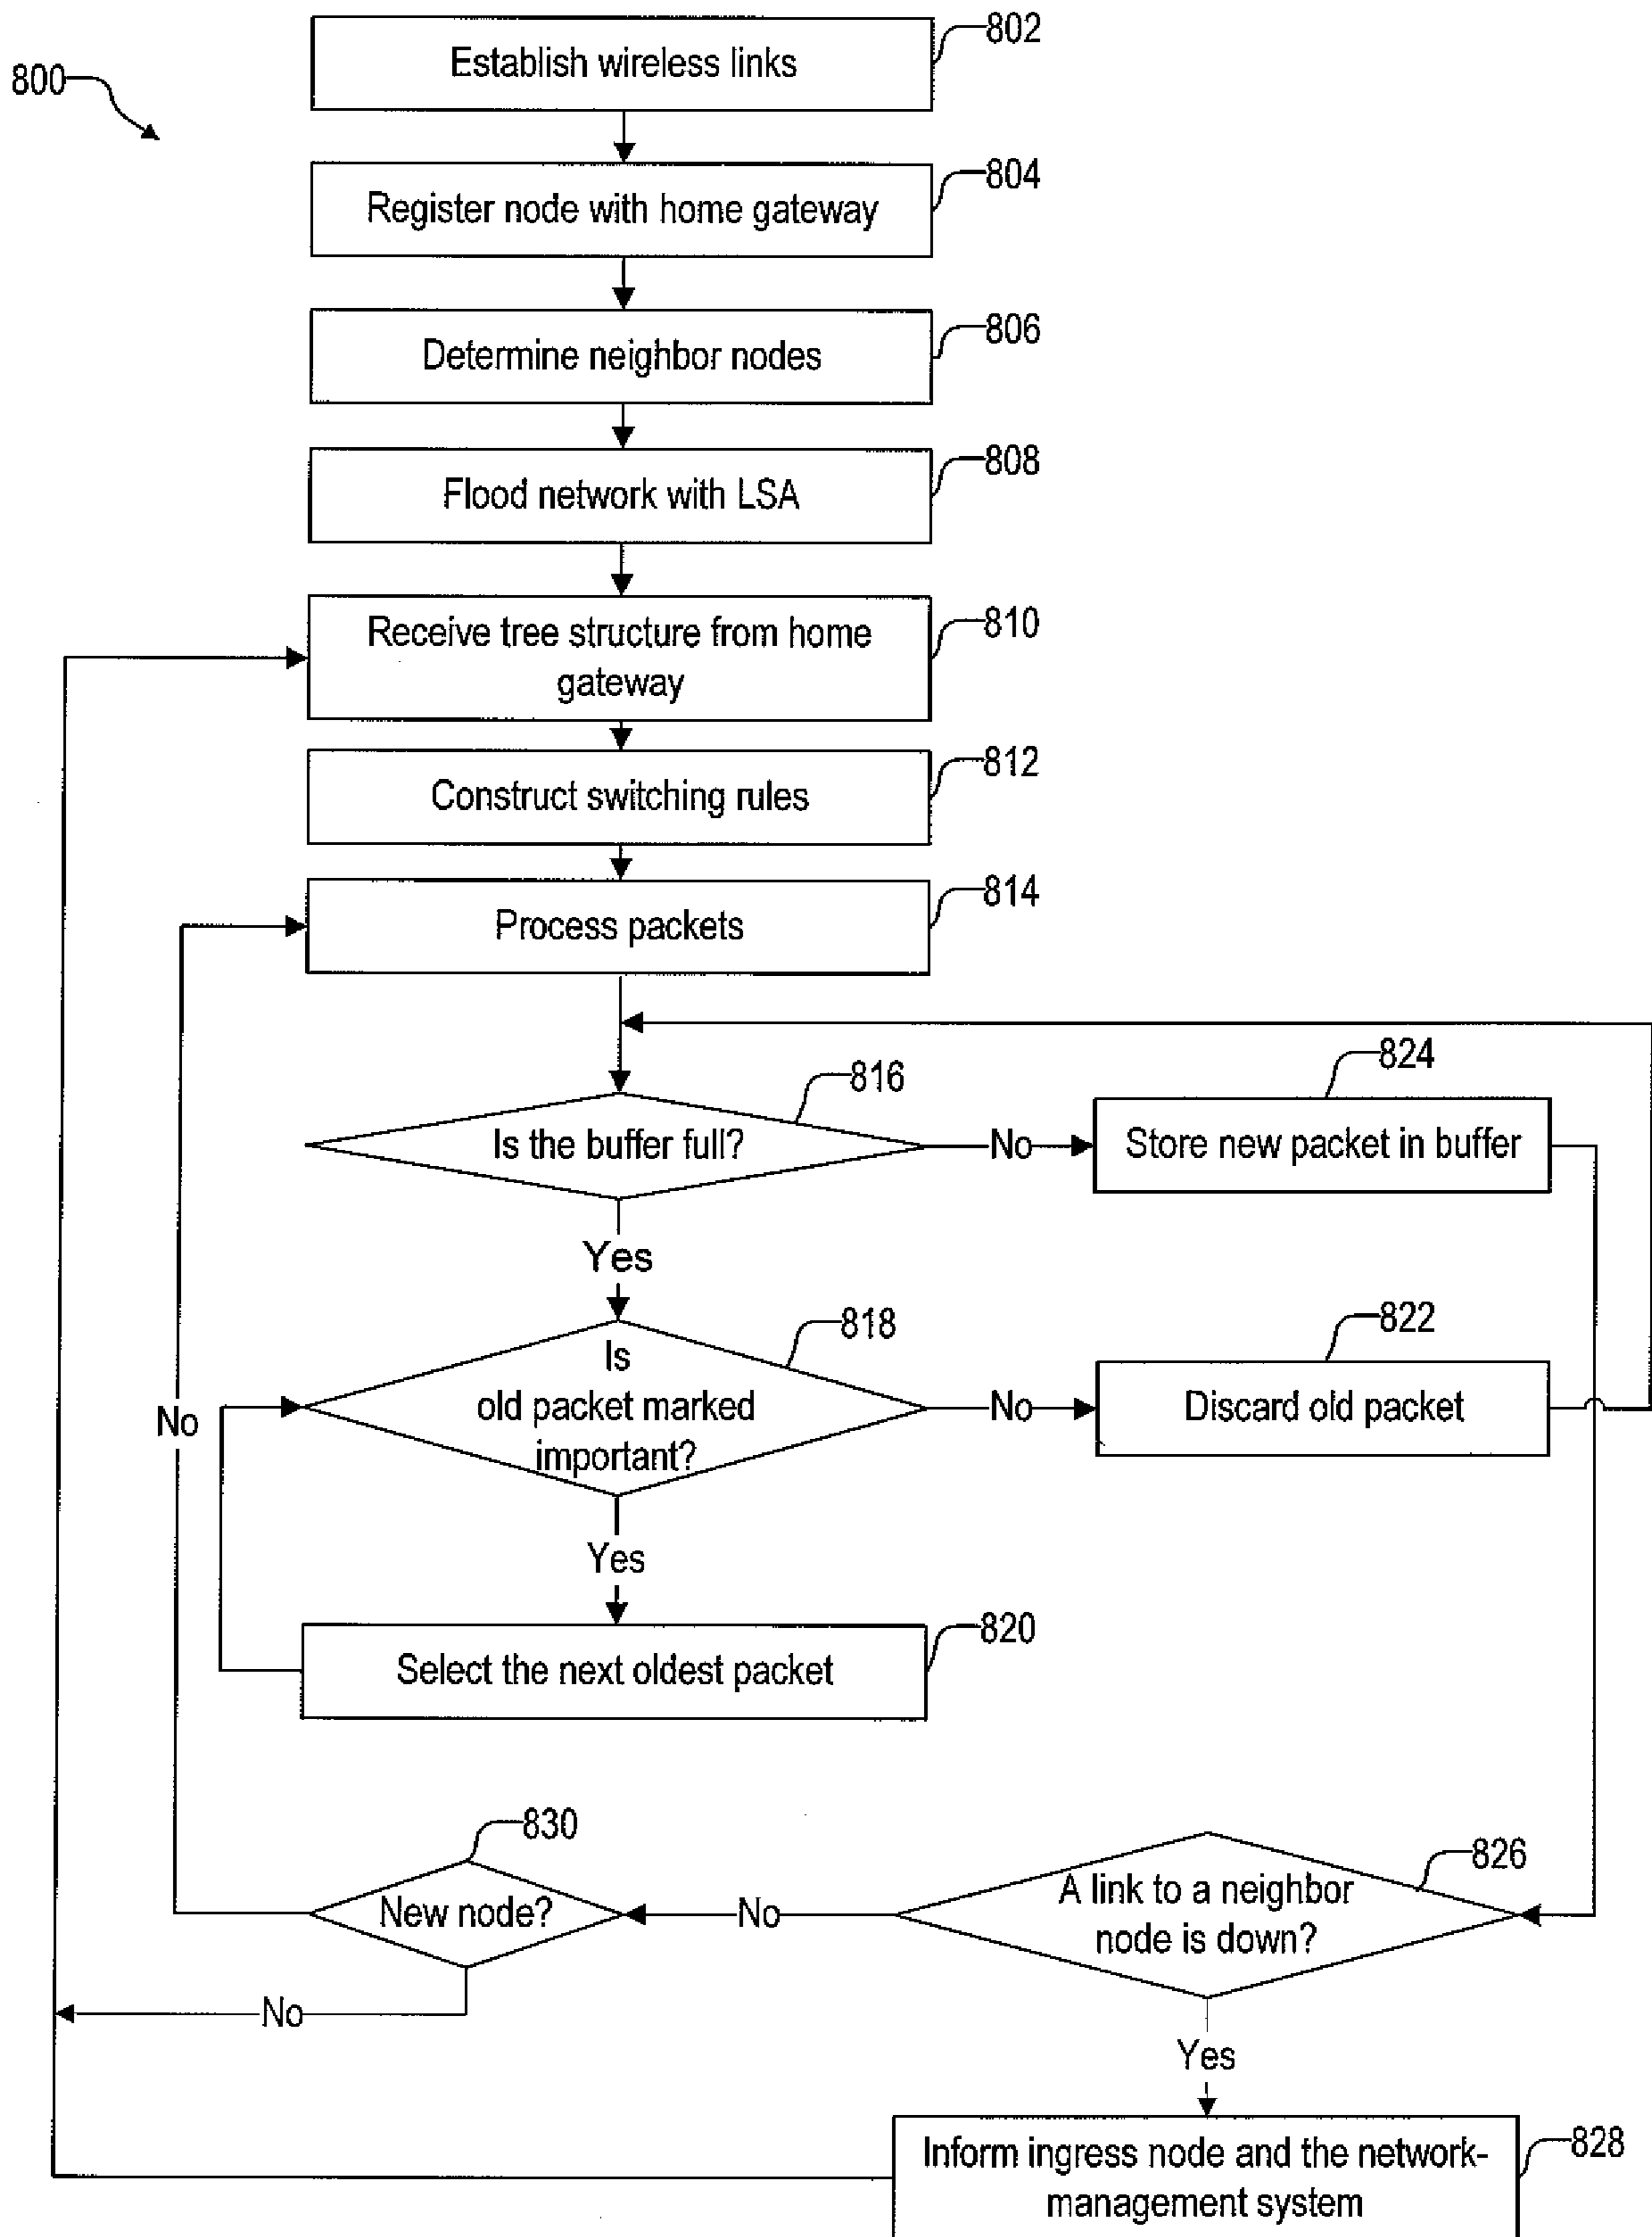 800
Establish wireless links
802
Register node with home gateway
804
Determine neighbor nodes
806
Flood network with LSA
808
Receive tree structure from home
gateway
810
Construct switching rules
812
Process packets
814
Is the buffer full?
816
No
Store new packet in buffer
824
Yes
Is
old packet marked
important?
818
No
Discard old packet
822
Yes
Select the next oldest packet
820
No
New node?
830
No
A link to a neighbor
node is down?
826
No
Yes
Inform ingress node and the network-
management system
828